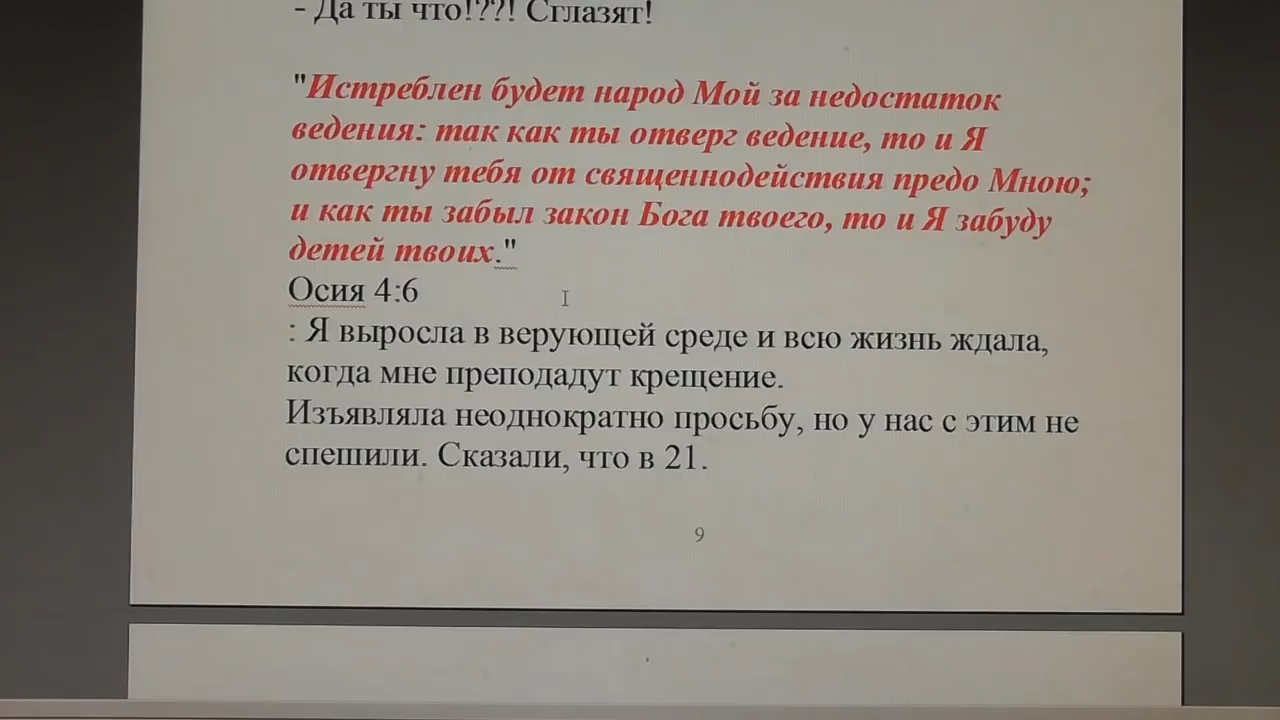 - Да ты что!??! Сглазят!
"Истреблен будет народ Мой за недостаток
ведения: так как ты отверг ведение, то и Я
отвергну тебя от священнодействия предо Мною;
и как ты забыл закон Бога твоего, то и Я забуду
детей твоих."
Осия 4:6
: Я выросла в верующей среде и всю жизнь ждала,
когда мне преподадут крещение.
Изъявляла неоднократно просьбу, но у нас с этим не
спешили. Сказали, что в 21.
9